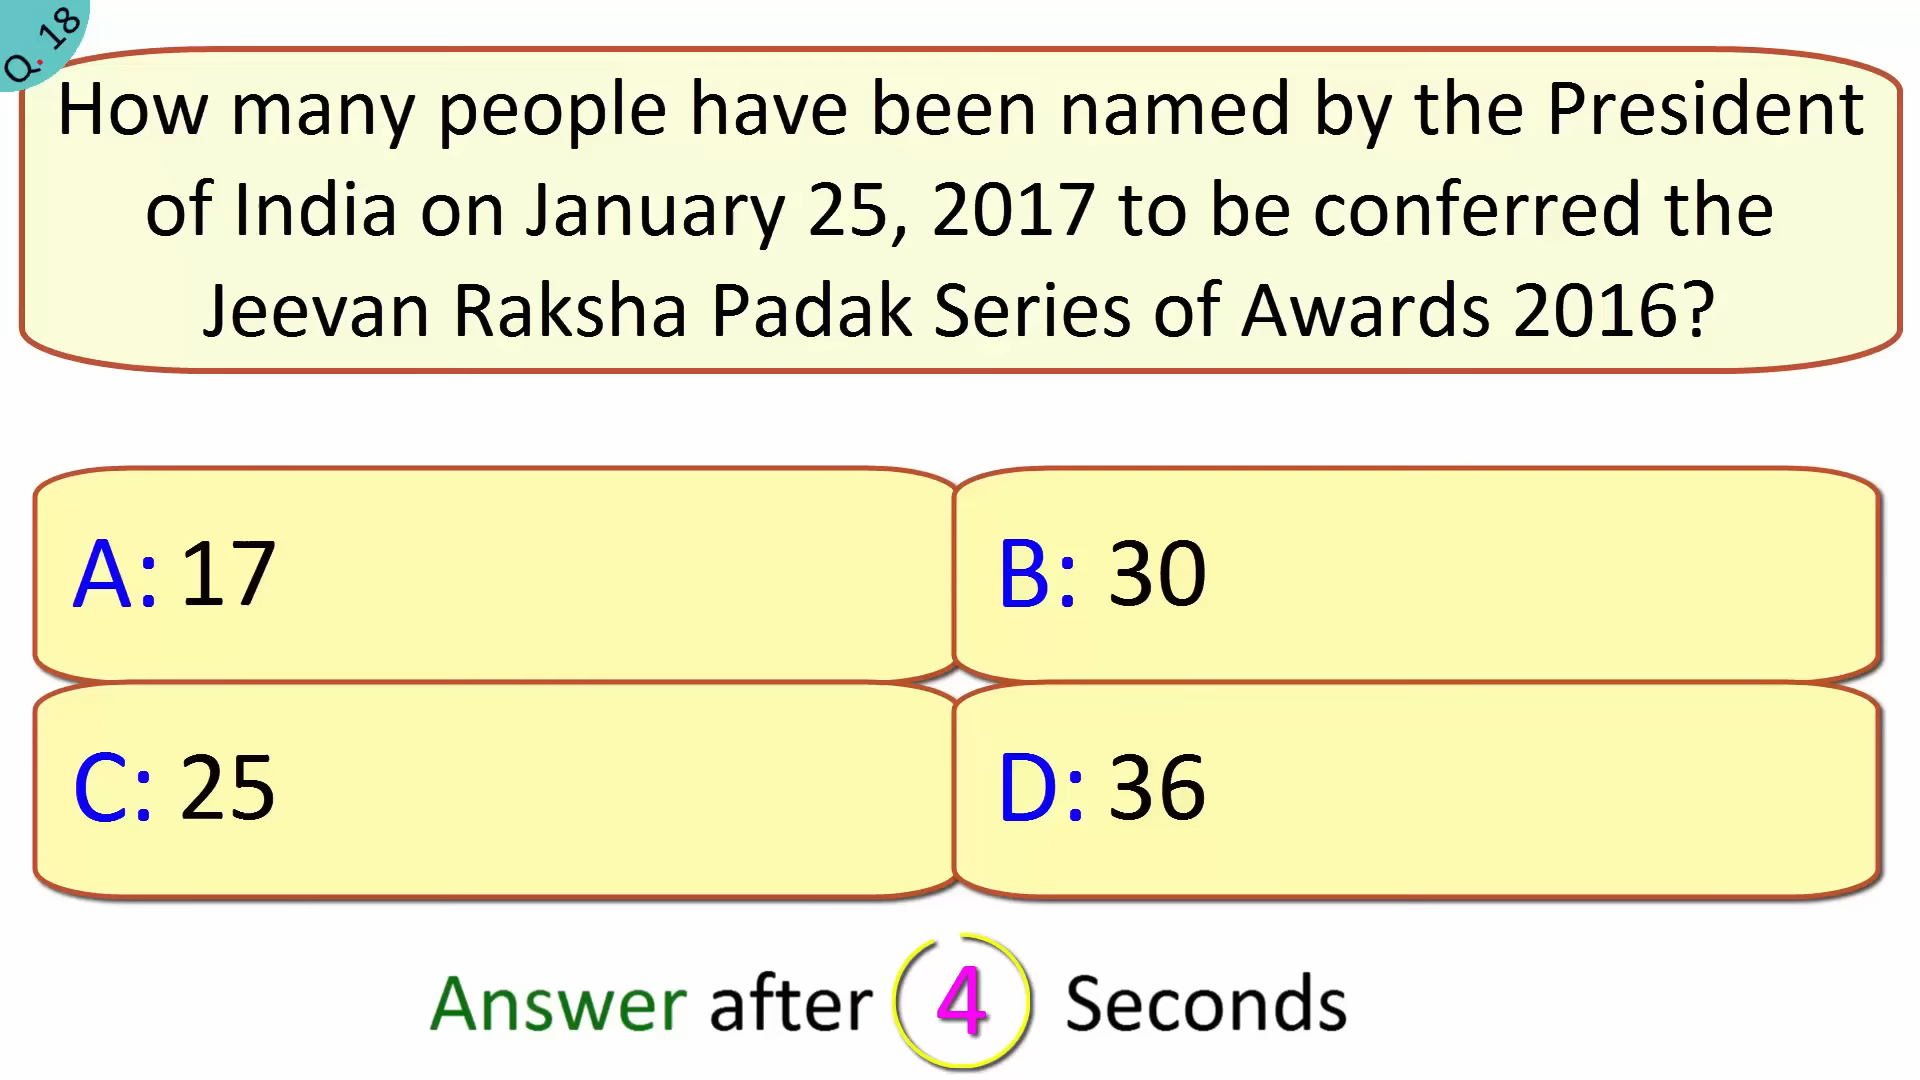 Q. 18
How many people have been named by the President
of India on January 25, 2017 to be conferred the
Jeevan Raksha Padak Series of Awards 2016?
A: 17
B: 30
C: 25
D: 36
Answer after 4 Seconds